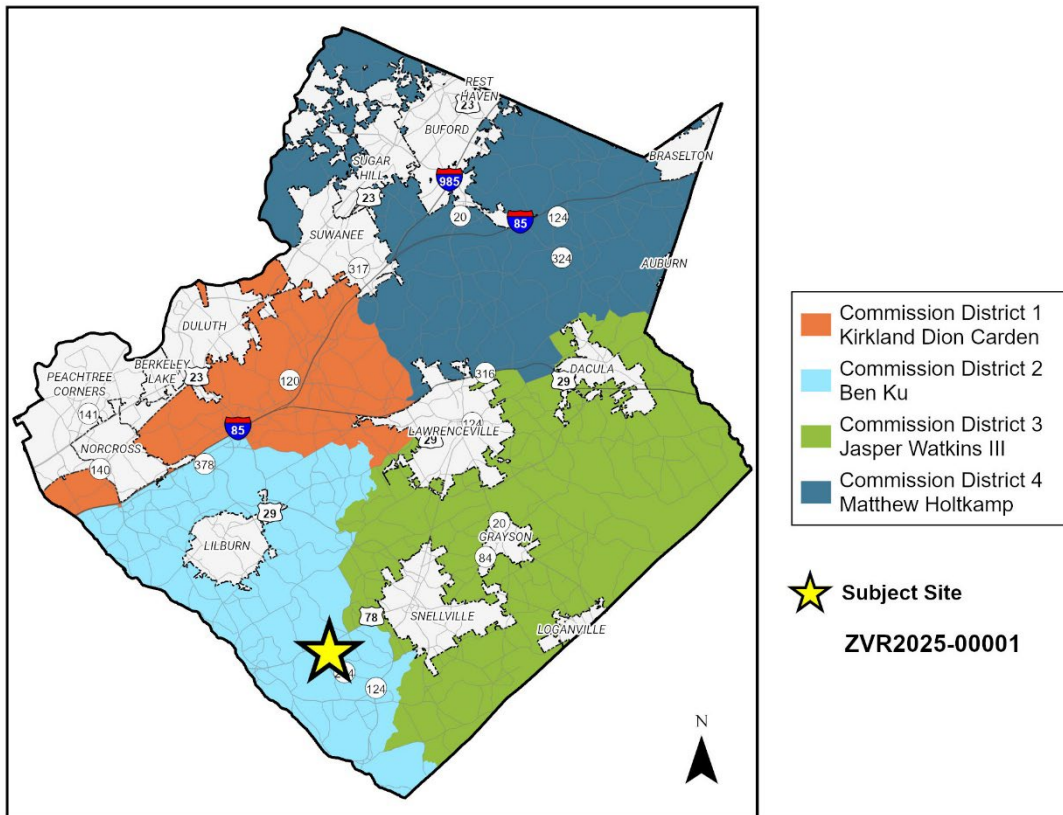 REST
HAVEN
23
BUFORD
BRASELTON
SUGAR
HILL
985
23
20
85
124
SUWANEE
324
317
AUBURN
DULUTH
BERKELEY
LAKE
23
PEACHTREE
CORNERS
141
120
316
DACULA
29
124
LAWRENCEVILLE
29
85
NORCROSS
140
378
29
LILBURN
20
GRAYSON
84
78
SNELLVILLE
LOGANVILLE
124
N
Commission District 1
Kirkland Dion Carden
Commission District 2
Ben Ku
Commission District 3
Jasper Watkins III
Commission District 4
Matthew Holtkamp
Subject Site
ZVR2025-00001